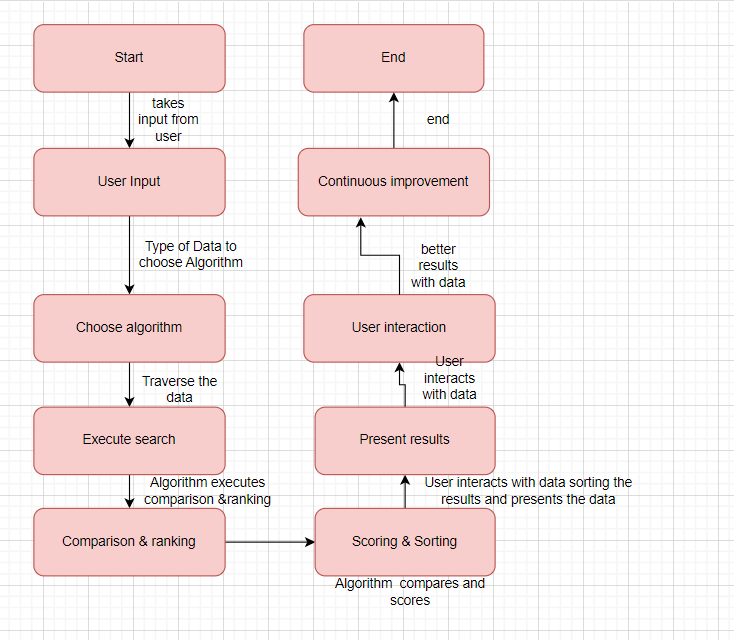 Start
takes
input from
user
User Input
Type of Data to
choose Algorithm
Choose algorithm
Traverse the
data
Execute search
Algorithm executes
comparison &ranking
Comparison & ranking
Scoring & Sorting
Algorithm  compares and
scores
User interacts with data sorting the
results and presents the data
Present results
User
interacts
with data
User interaction
better
results
with data
Continuous improvement
end
End